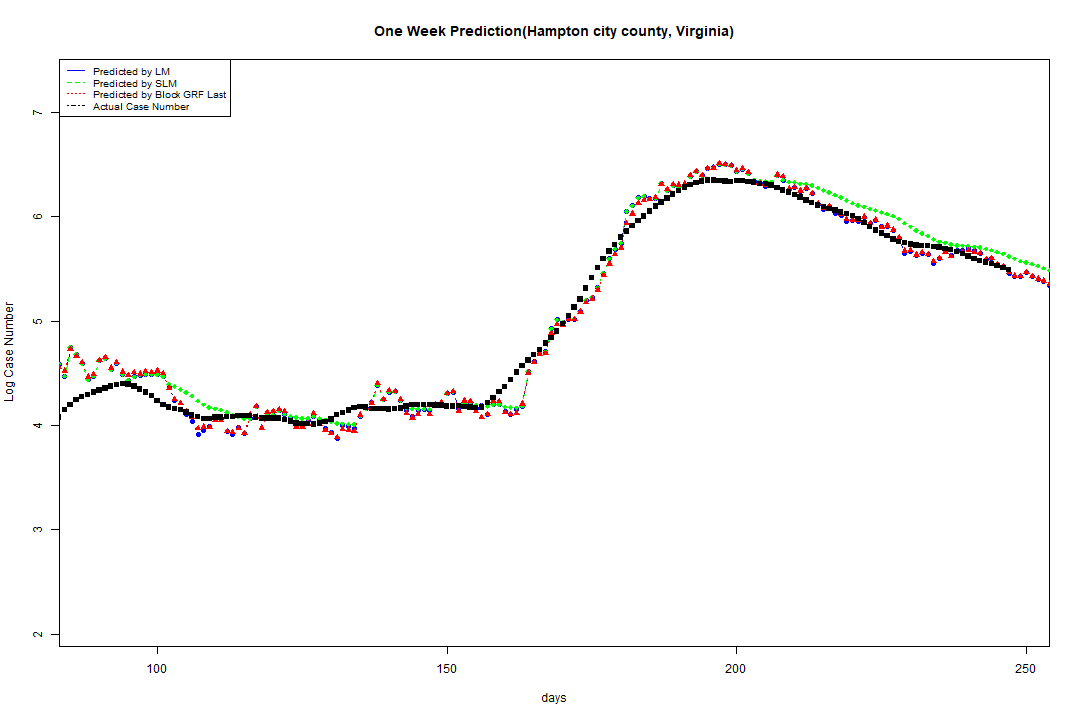 One Week Prediction(Hampton city county, Virginia)
Predicted by LM
Predicted by SLM
Predicted by Block GRF Last
Actual Case Number
7
6
5
4
3
2
Log Case Number
100
150
200
250
days